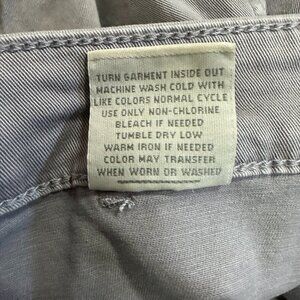 TURN GARMENT INSIDE OUT
MACHINE WASH COLD WITH
LIKE COLORS NORMAL CYCLE
USE ONLY NON-CHLORINE
BLEACH IF NEEDED
TUMBLE DRY LOW
WARM IRON IF NEEDED
COLOR MAY TRANSFER
WHEN WORN OR WASHED